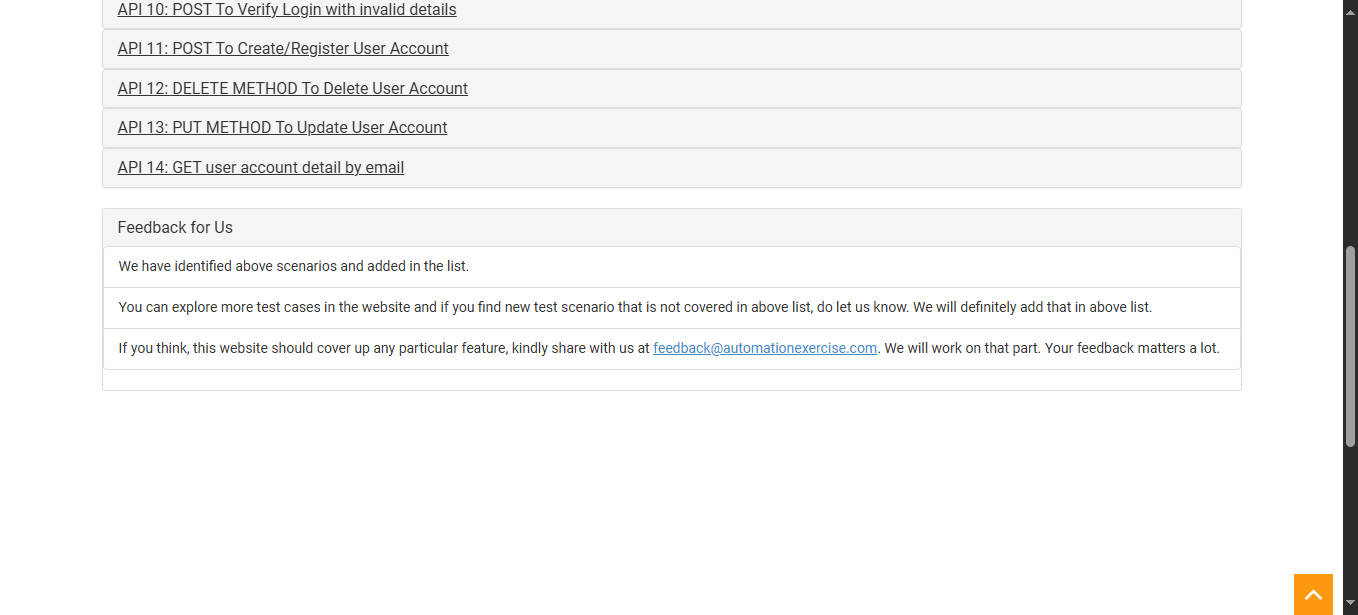 API 10: POST To Verify Login with invalid details
API 11: POST To Create/Register User Account
API 12: DELETE METHOD To Delete User Account
API 13: PUT METHOD To Update User Account
API 14: GET user account detail by email
Feedback for Us
We have identified above scenarios and added in the list.
You can explore more test cases in the website and if you find new test scenario that is not covered in above list, do let us know. We will definitely add that in above list.
If you think, this website should cover up any particular feature, kindly share with us at feedback@automationexercise.com. We will work on that part. Your feedback matters a lot.